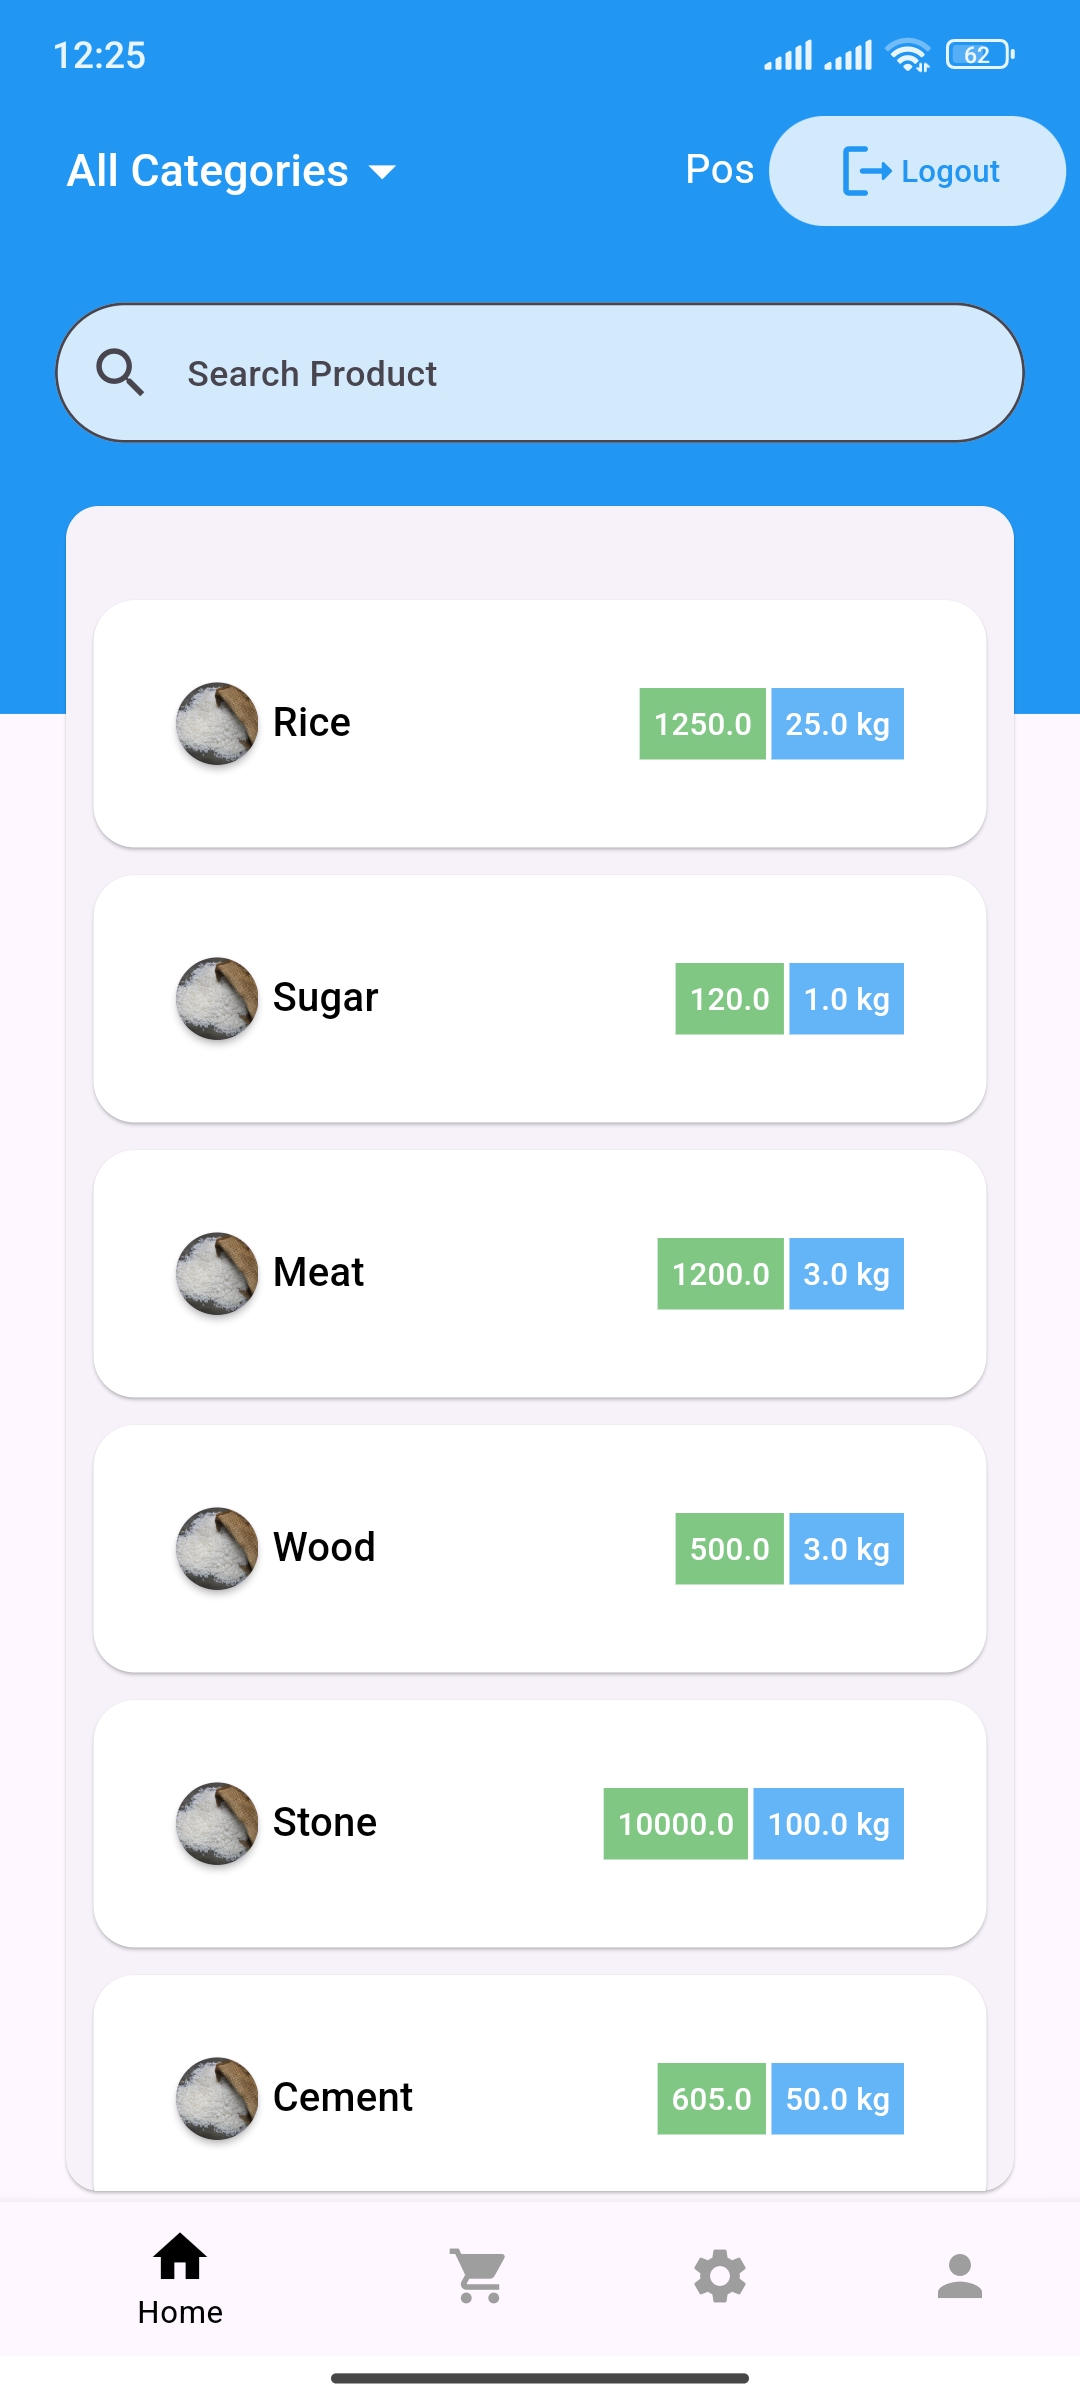 12:25 62
All Categories Pos Logout
Search Product
Rice 1250.0 25.0 kg
Sugar 120.0 1.0 kg
Meat 1200.0 3.0 kg
Wood 500.0 3.0 kg
Stone 10000.0 100.0 kg
Cement 605.0 50.0 kg
Home